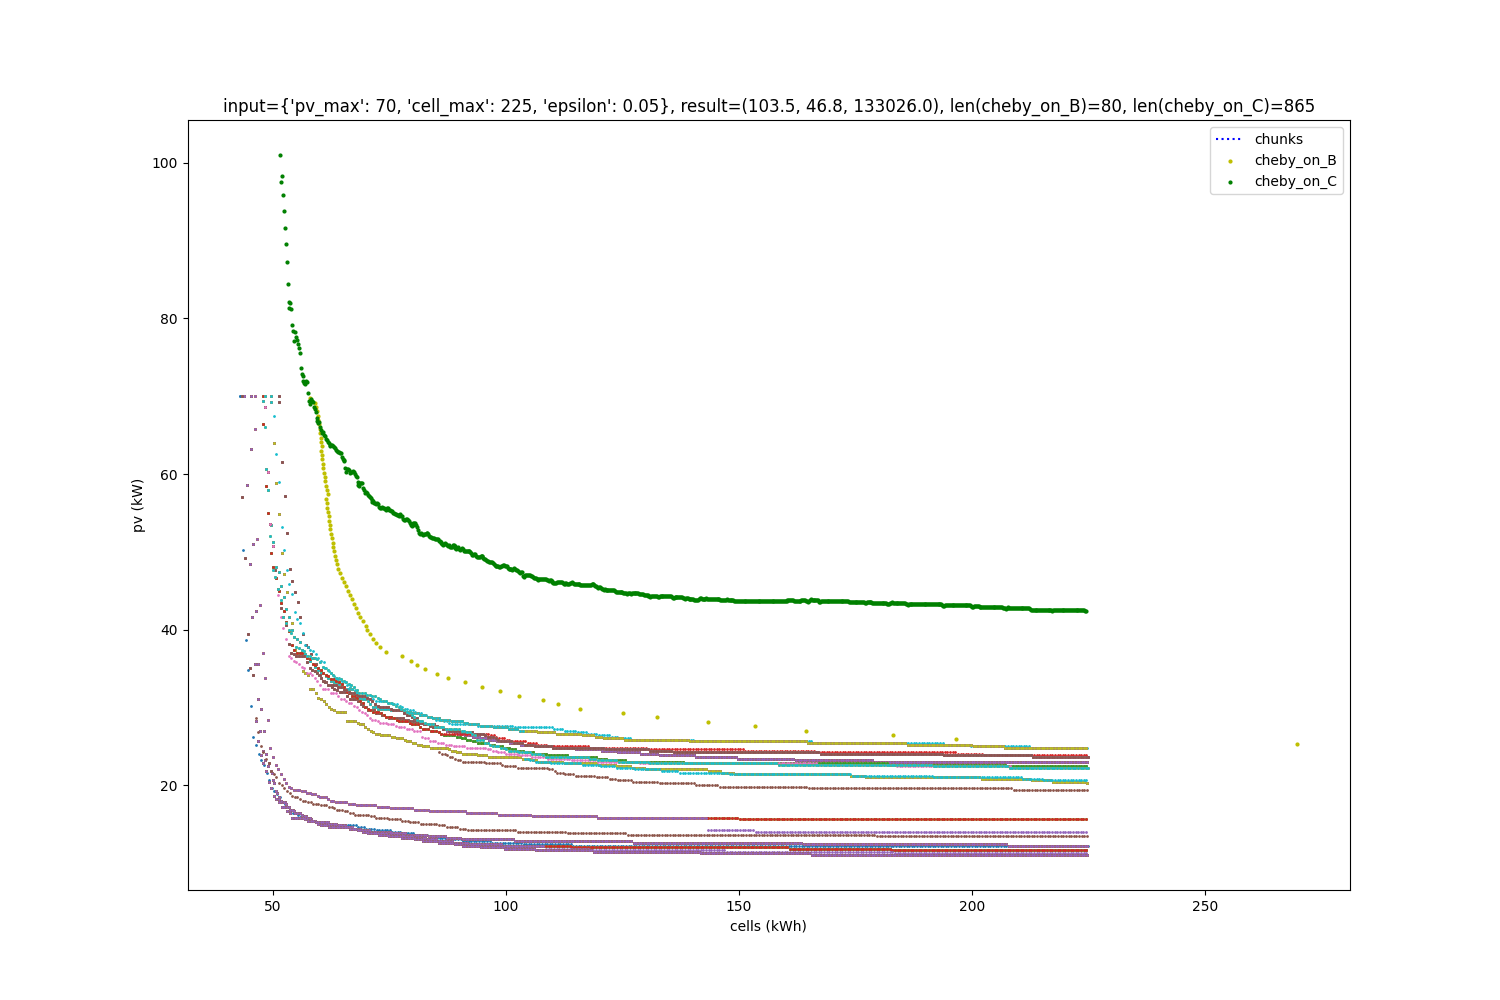 input={'pv_max': 70, 'cell_max': 225, 'epsilon': 0.05}, result=(103.5, 46.8, 133026.0), len(cheby_on_B)=80, len(cheby_on_C)=865
chunks
cheby_on_B
cheby_on_C
100
80
60
40
20
pv (kW)
50
100
150
200
250
cells (kWh)